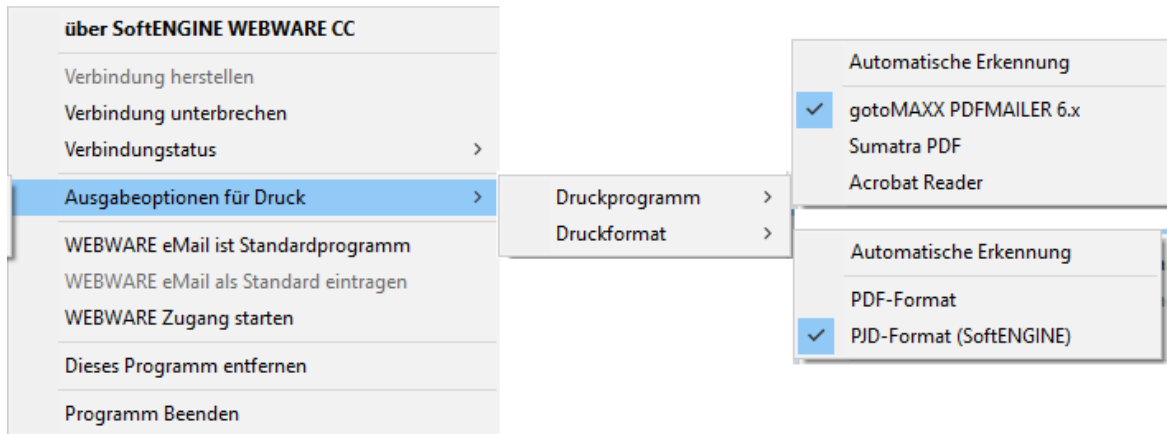 über SoftENGINE WEBWARE CC
Verbindung herstellen
Verbindung unterbrechen
Verbindungstatus
Ausgabeoptionen für Druck
WEBWARE eMail ist Standardprogramm
WEBWARE eMail als Standard eintragen
WEBWARE Zugang starten
Dieses Programm entfernen
Programm Beenden
Druckprogramm
Druckformat
Automatische Erkennung
gotoMAXX PDFMAILER 6.x
Sumatra PDF
Acrobat Reader
Automatische Erkennung
PDF-Format
PJD-Format (SoftENGINE)